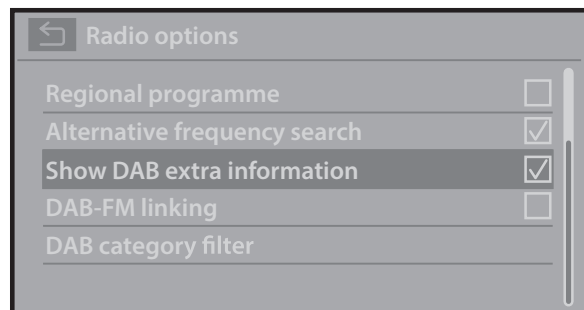 Radio options
Regional programme
Alternative frequency search
Show DAB extra information
DAB-FM linking
DAB category filter